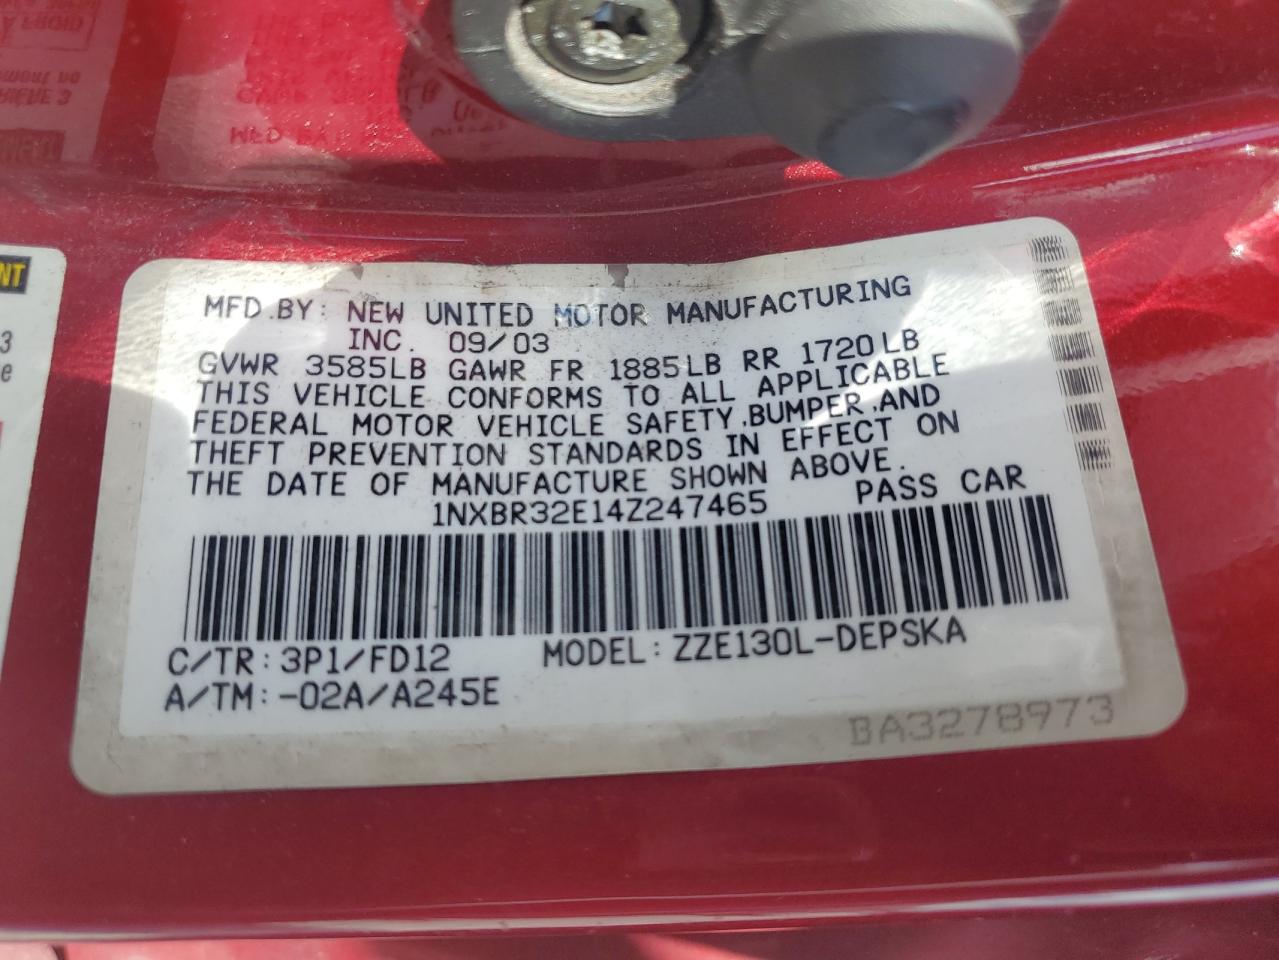 MFD.BY: NEW UNITED MOTOR MANUFACTURING
INC. 09/03
GVWR 3585LB GAWR FR 1885LB RR 1720LB
THIS VEHICLE CONFORMS TO ALL APPLICABLE
FEDERAL MOTOR VEHICLE SAFETY,BUMPER,AND
THEFT PREVENTION STANDARDS IN EFFECT ON
THE DATE OF MANUFACTURE SHOWN ABOVE.
1NXBR32E14Z247465 PASS CAR
C/TR:3P1/FD12 MODEL:ZZE130L-DEPSKA
A/TM:-02A/A245E
BA3278973
NT
3
e